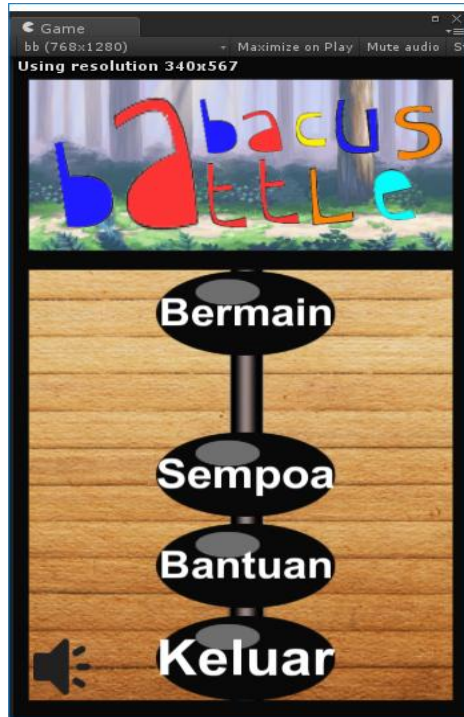 Game
bb (768x1280) Maximize on Play Mute audio
Using resolution 340x567
abacus
battle
Bermain
Sempoa
Bantuan
Keluar